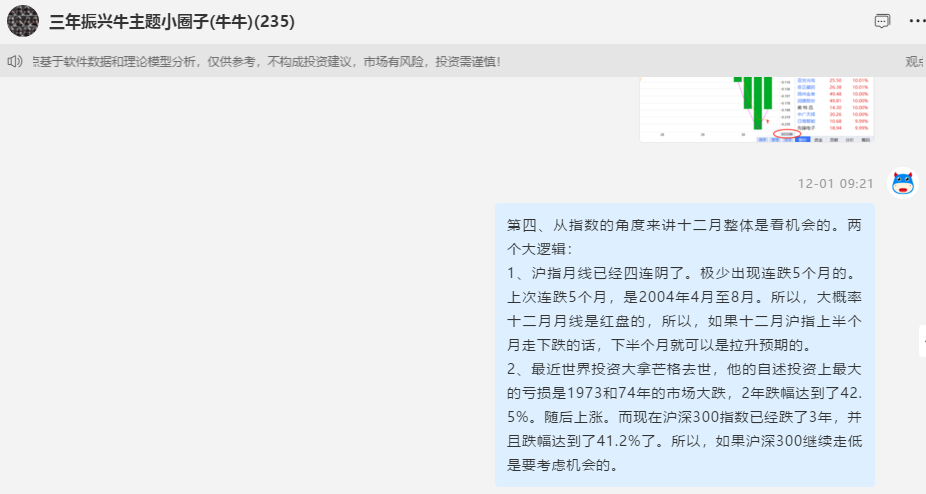 三年振兴牛主题小圈子(牛牛)(235)
点基于软件数据和理论模型分析，仅供参考，不构成投资建议，市场有风险，投资需谨慎！
观点
12-01 09:21
第四、从指数的角度来讲十二月整体是看机会的。两
个大逻辑：
1、沪指月线已经四连阴了。极少出现连跌5个月的。
上次连跌5个月，是2004年4月至8月。所以，大概率
十二月月线是红盘的，所以，如果十二月沪指上半个
月走下跌的话，下半个月就可以是拉升预期的。
2、最近世界投资大拿芒格去世，他的自述投资上最大
的亏损是1973和74年的市场大跌，2年跌幅达到了42.
5%。随后上涨。而现在沪深300指数已经跌了3年，并
且跌幅达到了41.2%了。所以，如果沪深300继续走低
是要考虑机会的。